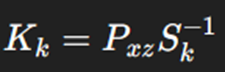 $K_k = P_{xz} S_k^{-1}$